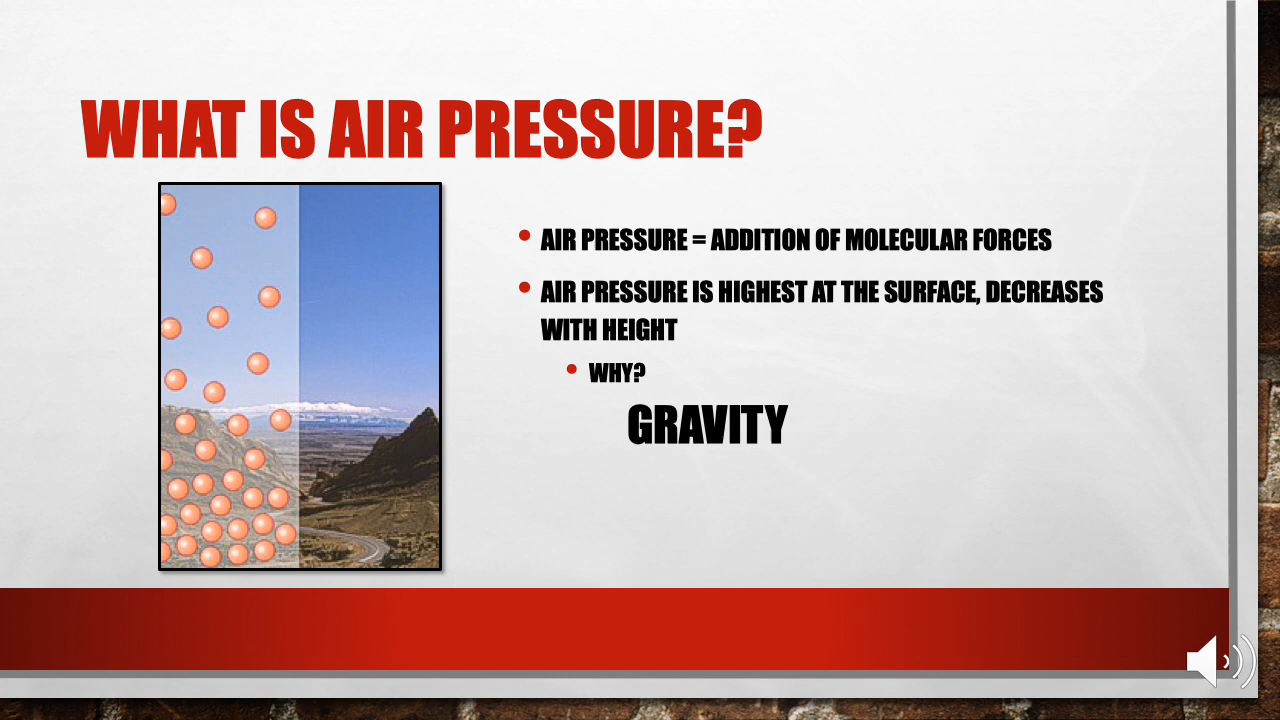 WHAT IS AIR PRESSURE?
• AIR PRESSURE = ADDITION OF MOLECULAR FORCES
• AIR PRESSURE IS HIGHEST AT THE SURFACE, DECREASES
WITH HEIGHT
• WHY?
GRAVITY